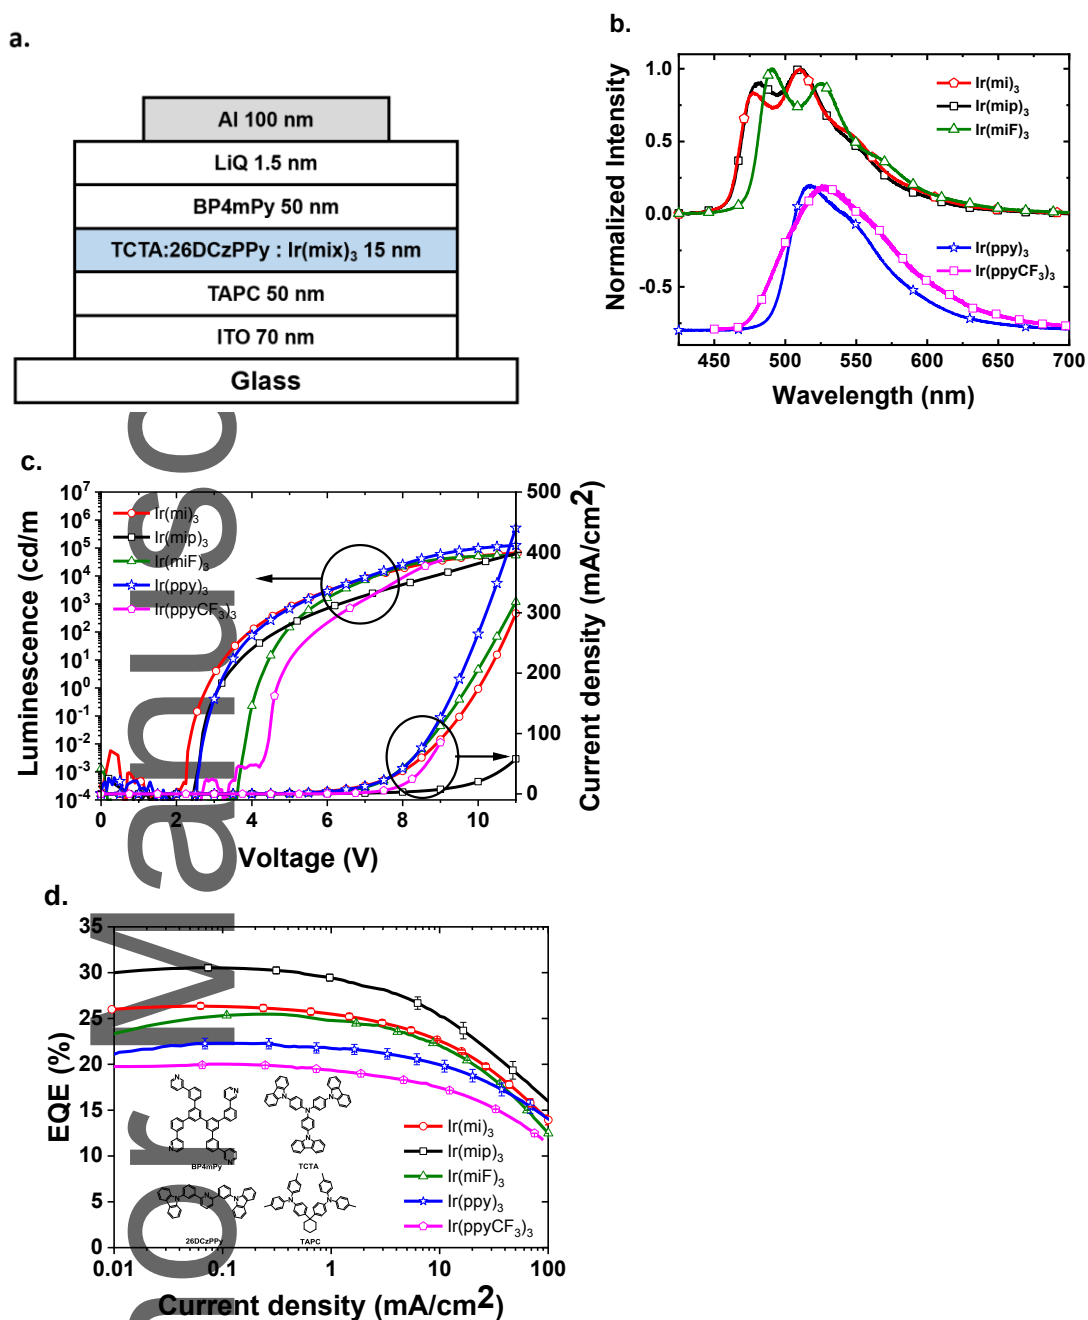 a.
Al 100 nm
LiQ 1.5 nm
BP4mPy 50 nm
TCTA:26DCzPPy : Ir(mix)₃ 15 nm
TAPC 50 nm
ITO 70 nm
Glass
b.
Normalized Intensity
1.0
0.5
0.0
-0.5
Ir(mi)₃
Ir(mip)₃
Ir(miF)₃
Ir(ppy)₃
Ir(ppyCF₃)₃
450 500 550 600 650 700
Wavelength (nm)
c.
Luminescence (cd/m
10⁷
10⁶
10⁵
10⁴
10³
10²
10¹
10⁰
10⁻¹
10⁻²
10⁻³
10⁻⁴
Ir(mi)₃
Ir(mip)₃
Ir(miF)₃
Ir(ppy)₃
Ir(ppyCF₃)₃
500
400
300
200
100
0
Current density (mA/cm²)
0 2 4 6 8 10
Voltage (V)
d.
EQE (%)
35
30
25
20
15
10
5
0
BP4mPy
TCTA
26DCzPPy
TAPC
Ir(mi)₃
Ir(mip)₃
Ir(miF)₃
Ir(ppy)₃
Ir(ppyCF₃)₃
0.01 0.1 1 10 100
Current density (mA/cm²)
or Manusc